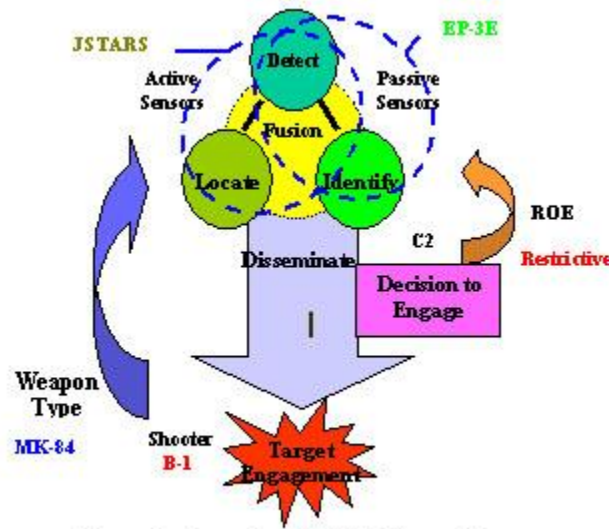 JSTARS
EP-3E
Detect
Active
Sensors
Passive
Sensors
Fusion
Locate
Identify
ROE
C2
Restrictive
Disseminate
Decision to
Engage
Weapon
Type
MK-84
Shooter
B-1
Target
Engagement